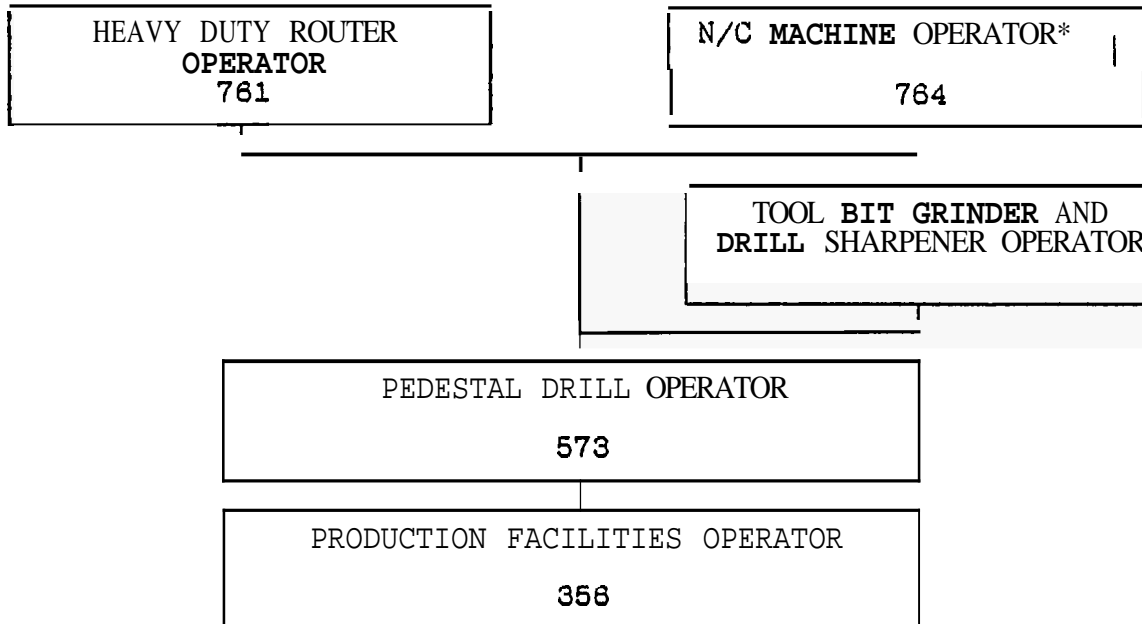 HEAVY DUTY ROUTER
OPERATOR
761
N/C MACHINE OPERATOR*
764
TOOL BIT GRINDER AND
DRILL SHARPENER OPERATOR
PEDESTAL DRILL OPERATOR
573
PRODUCTION FACILITIES OPERATOR
356